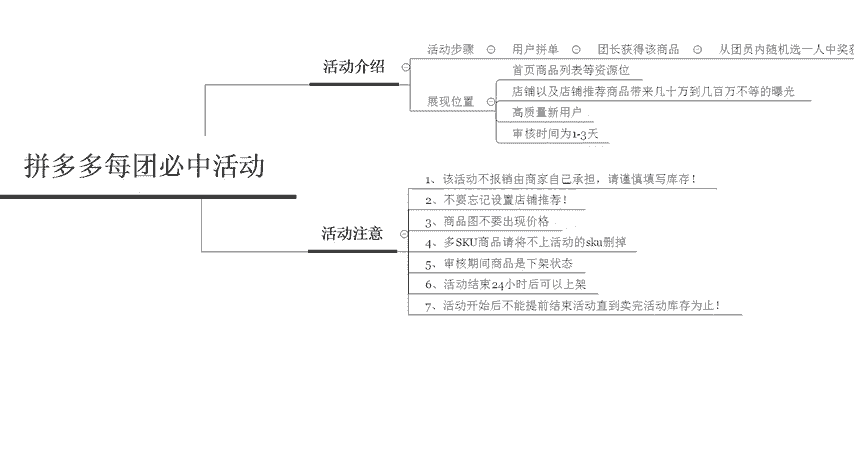 拼多多每团必中活动
活动介绍
活动步骤
用户拼单
团长获得该商品
从团员内随机选一人中奖
展现位置
首页商品列表等资源位
店铺以及店铺推荐商品带来几十万到几百万不等的曝光
高质量新用户
审核时间为1-3天
活动注意
1、该活动不报销由商家自己承担，请谨慎填写库存！
2、不要忘记设置店铺推荐！
3、商品图不要出现价格
4、多SKU商品请将不上活动的sku删掉
5、审核期间商品是下架状态
6、活动结束24小时后可以上架
7、活动开始后不能提前结束活动直到卖完活动库存为止！